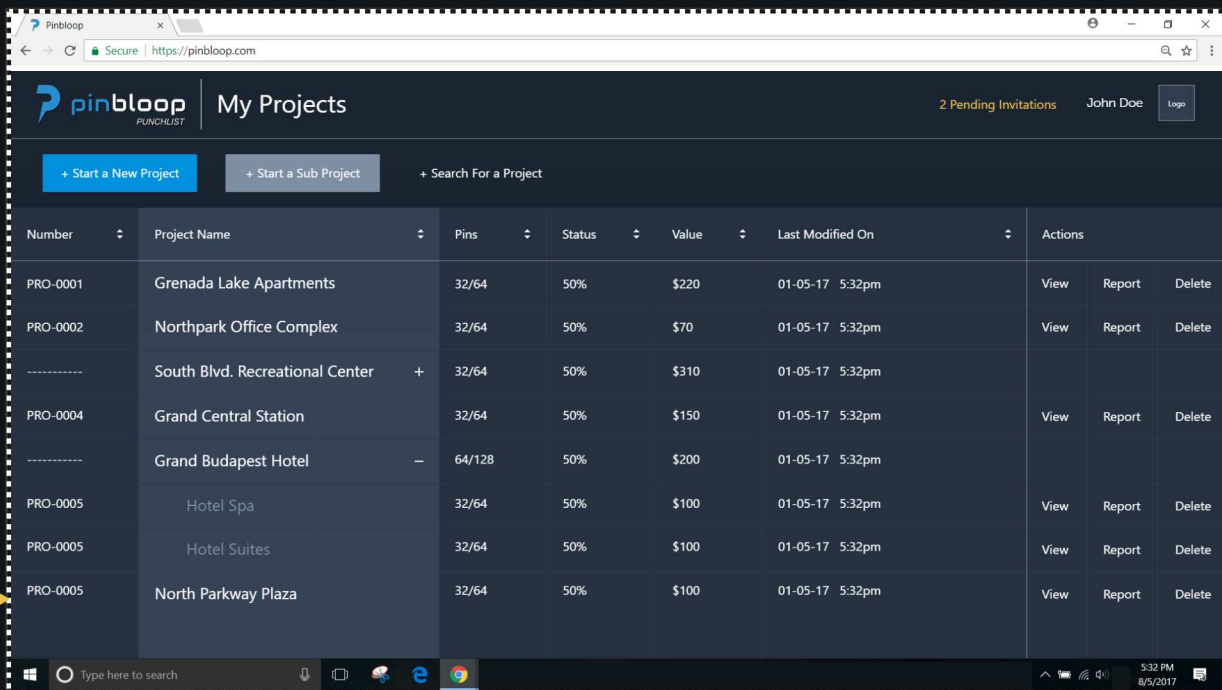 Pinbloop
Secure https://pinbloop.com
pinbloop PUNCHLIST My Projects 2 Pending Invitations John Doe Logo
+ Start a New Project + Start a Sub Project + Search For a Project
Number Project Name Pins Status Value Last Modified On Actions
PRO-0001 Grenada Lake Apartments 32/64 50% $220 01-05-17 5:32pm View Report Delete
PRO-0002 Northpark Office Complex 32/64 50% $70 01-05-17 5:32pm View Report Delete
----------- South Blvd. Recreational Center + 32/64 50% $310 01-05-17 5:32pm
PRO-0004 Grand Central Station 32/64 50% $150 01-05-17 5:32pm View Report Delete
----------- Grand Budapest Hotel – 64/128 50% $200 01-05-17 5:32pm
PRO-0005 Hotel Spa 32/64 50% $100 01-05-17 5:32pm View Report Delete
PRO-0005 Hotel Suites 32/64 50% $100 01-05-17 5:32pm View Report Delete
PRO-0005 North Parkway Plaza 32/64 50% $100 01-05-17 5:32pm View Report Delete
Type here to search 5:32 PM
8/5/2017